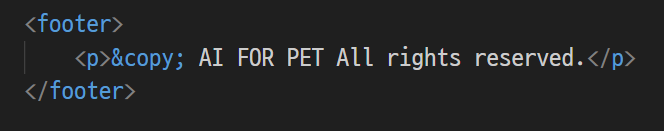 <footer>
<p>&copy; AI FOR PET All rights reserved.</p>
</footer>